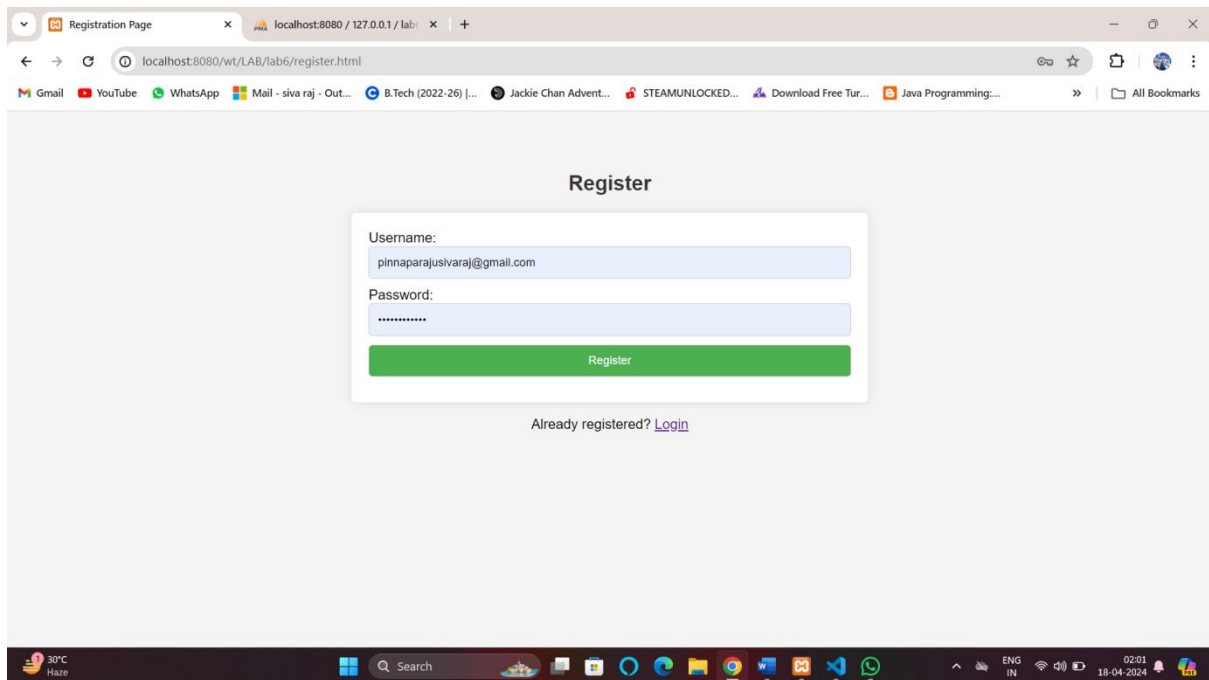 Registration Page
localhost:8080 / 127.0.0.1 / lab
localhost:8080/wt/LAB/lab6/register.html
Gmail YouTube WhatsApp Mail - siva raj - Out... B.Tech (2022-26) |... Jackie Chan Advent... STEAMUNLOCKED... Download Free Tur... Java Programming:... » All Bookmarks
Register
Username:
pinnaparajusivaraj@gmail.com
Password:
••••••••••••
Register
Already registered? Login
1
30°C
Haze
Search
ENG
IN
02:01
18-04-2024